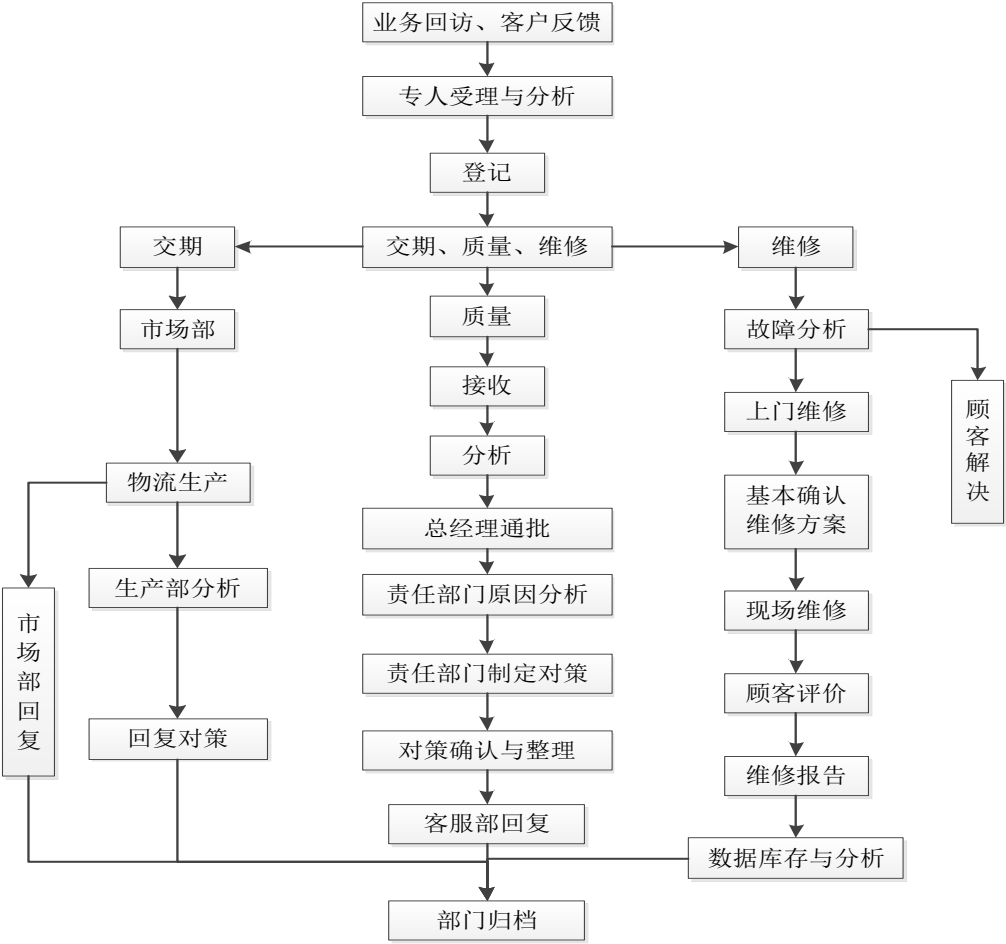 业务回访、客户反馈
专人受理与分析
登记
交期
交期、质量、维修
维修
市场部
质量
故障分析
接收
上门维修
顾客解决
分析
物流生产
基本确认
维修方案
总经理通批
生产部分析
责任部门原因分析
现场维修
市场部回复
责任部门制定对策
顾客评价
回复对策
对策确认与整理
维修报告
客服部回复
数据库存与分析
部门归档